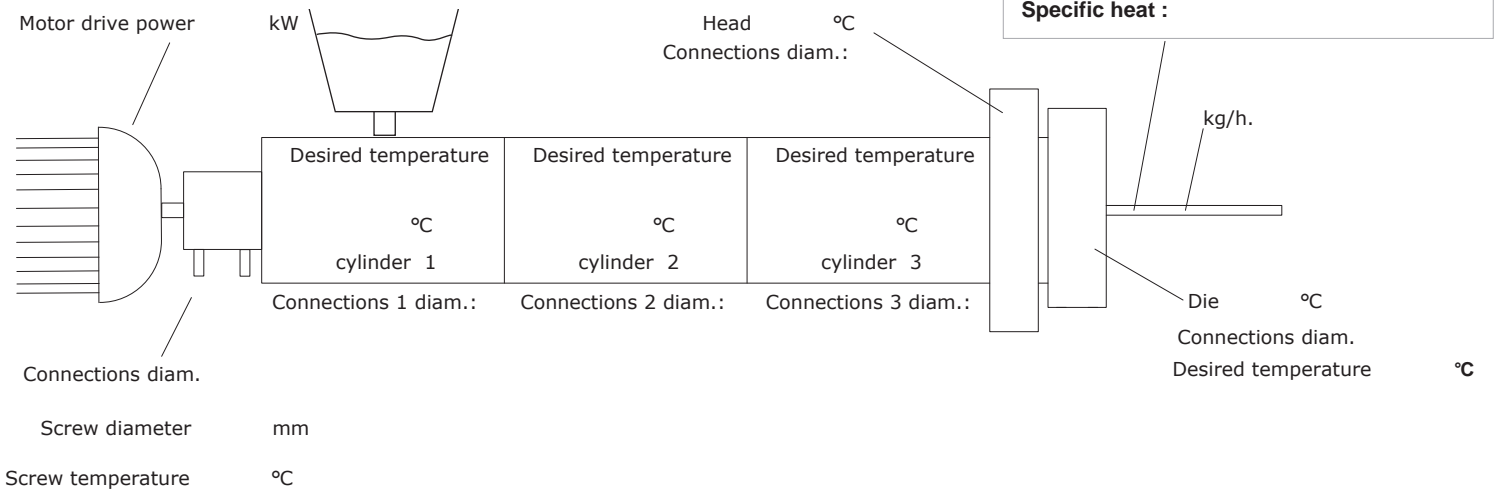 Specific heat :
Motor drive power kW
Head °C
Connections diam.:
kg/h.
Desired temperature Desired temperature Desired temperature
°C °C °C
cylinder 1 cylinder 2 cylinder 3
Connections 1 diam.: Connections 2 diam.: Connections 3 diam.:
Die °C
Connections diam.
Desired temperature °C
Connections diam.
Screw diameter mm
Screw temperature °C